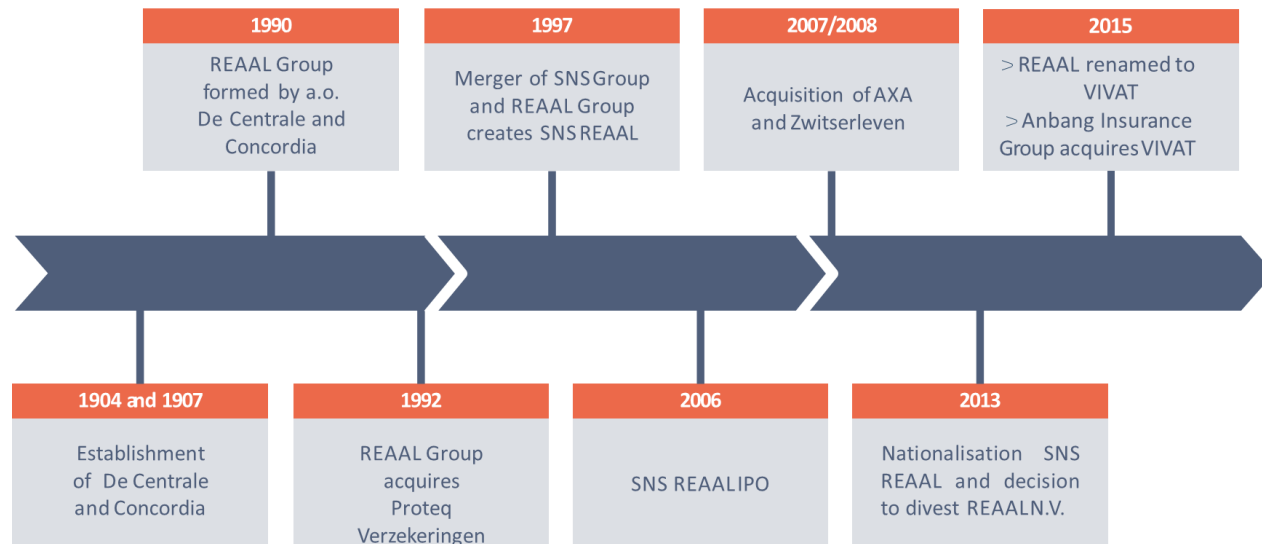 1990
REAAL Group
formed by a.o.
De Centrale and
Concordia
1997
Merger of SNS Group
and REAAL Group
creates SNS REAAL
2007/2008
Acquisition of AXA
and Zwitserleven
2015
> REAAL renamed to
VIVAT
> Anbang Insurance
Group acquires VIVAT
1904 and 1907
Establishment
of De Centrale
and Concordia
1992
REAAL Group
acquires
Proteq
Verzekeringen
2006
SNS REAAL IPO
2013
Nationalisation SNS
REAAL and decision
to divest REAAL N.V.